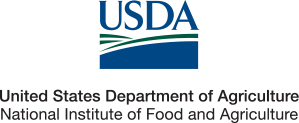 USDA
United States Department of Agriculture
National Institute of Food and Agriculture